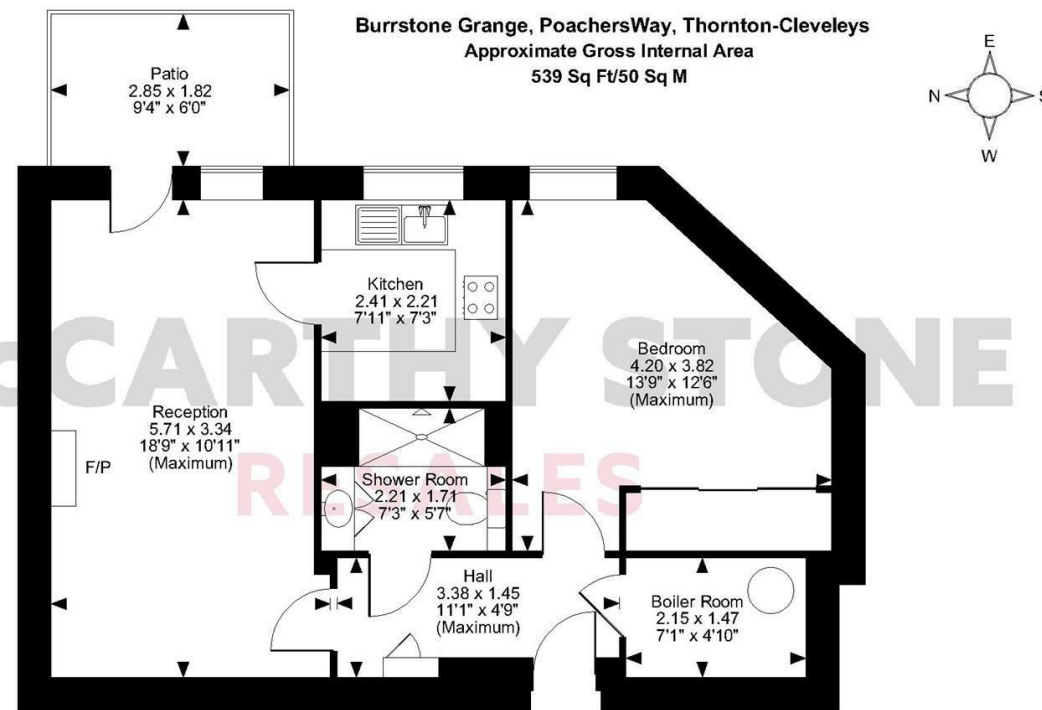 Burrstone Grange, PoachersWay, Thornton-Cleveleys
Approximate Gross Internal Area
539 Sq Ft/50 Sq M
E
N
S
W
Patio
2.85 x 1.82
9'4" x 6'0"
Kitchen
2.41 x 2.21
7'11" x 7'3"
Bedroom
4.20 x 3.82
13'9" x 12'6"
(Maximum)
Reception
5.71 x 3.34
18'9" x 10'11"
(Maximum)
F/P
Shower Room
2.21 x 1.71
7'3" x 5'7"
Hall
3.38 x 1.45
11'1" x 4'9"
(Maximum)
Boiler Room
2.15 x 1.47
7'1" x 4'10"
cCARTHY STONE
RESALES